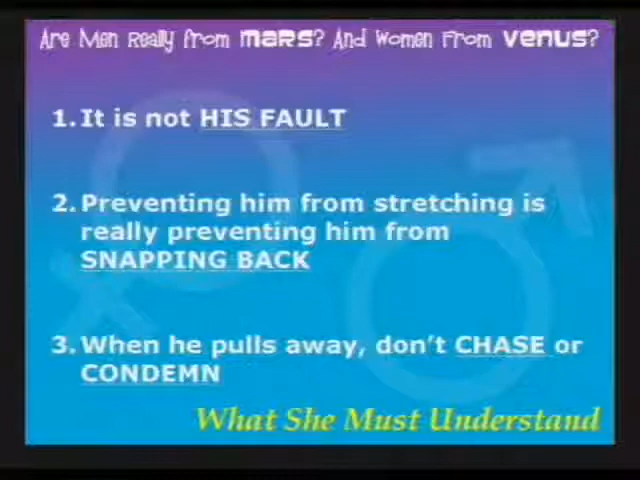 Are Men Really from MARS? And Women From VENUS?
1. It is not HIS FAULT
2. Preventing him from stretching is
really preventing him from
SNAPPING BACK
3. When he pulls away, don't CHASE or
CONDEMN
What She Must Understand